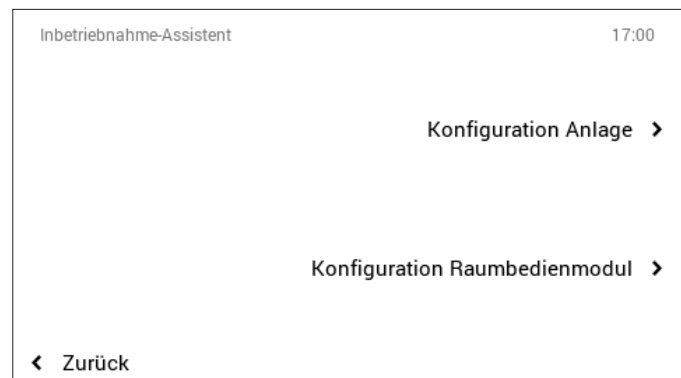 Inbetriebnahme-Assistent 17:00
Konfiguration Anlage
Konfiguration Raumbedienmodul
Zurück